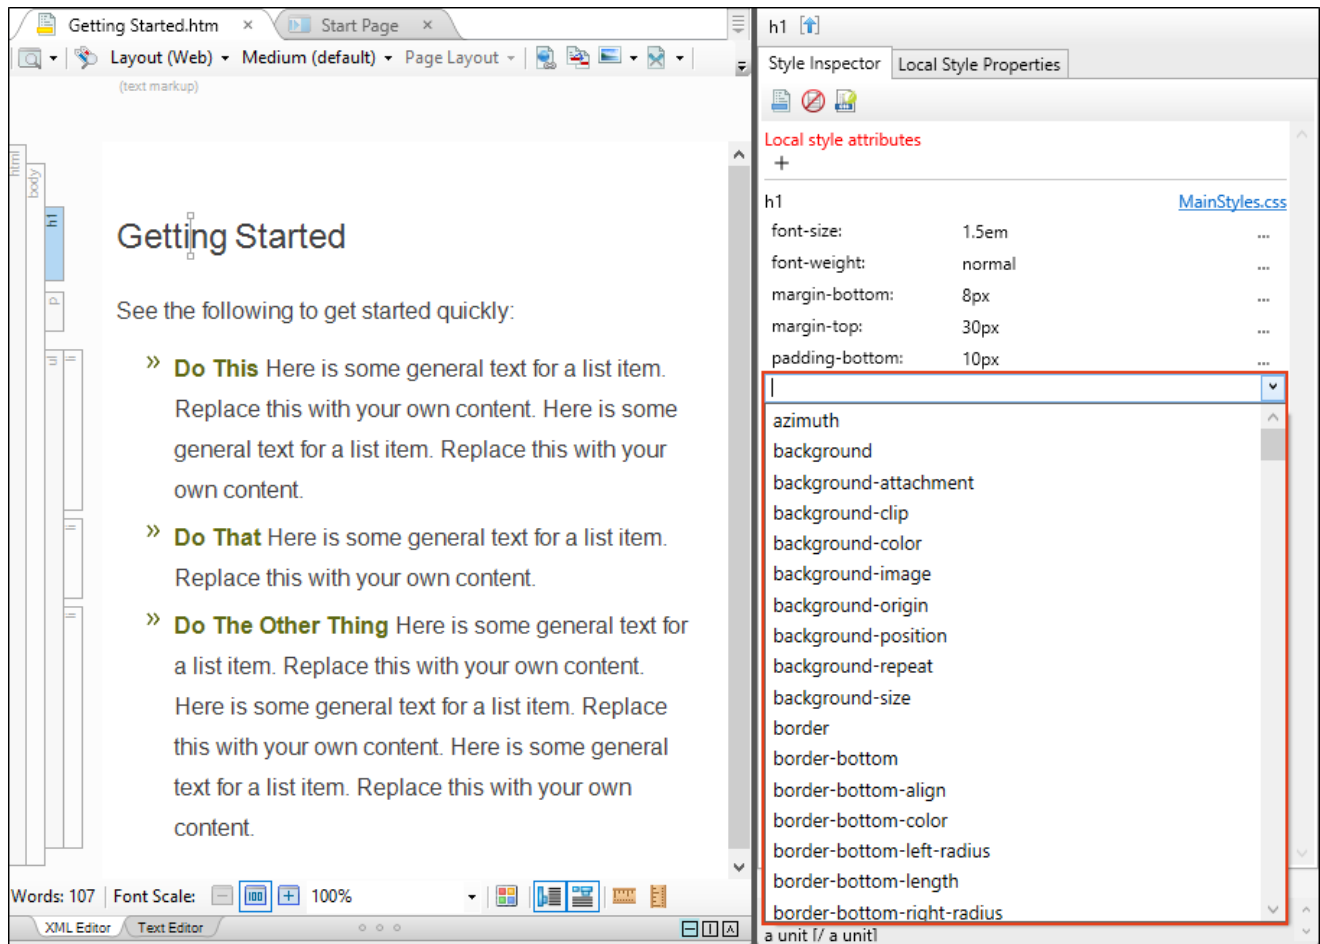 Getting Started.htm ×
Start Page ×
Layout (Web) Medium (default) Page Layout
(text markup)
html
body
h1
Getting Started
p
See the following to get started quickly:
ul
li
» Do This Here is some general text for a list item.
Replace this with your own content. Here is some
general text for a list item. Replace this with your
own content.
li
» Do That Here is some general text for a list item.
Replace this with your own content.
li
» Do The Other Thing Here is some general text for
a list item. Replace this with your own content.
Here is some general text for a list item. Replace
this with your own content. Here is some general
text for a list item. Replace this with your own
content.
Words: 107 Font Scale: 100 100%
XML Editor Text Editor
h1
Style Inspector Local Style Properties
Local style attributes
+
h1 MainStyles.css
font-size: 1.5em ...
font-weight: normal ...
margin-bottom: 8px ...
margin-top: 30px ...
padding-bottom: 10px ...
azimuth
background
background-attachment
background-clip
background-color
background-image
background-origin
background-position
background-repeat
background-size
border
border-bottom
border-bottom-align
border-bottom-color
border-bottom-left-radius
border-bottom-length
border-bottom-right-radius
a unit [/ a unit]